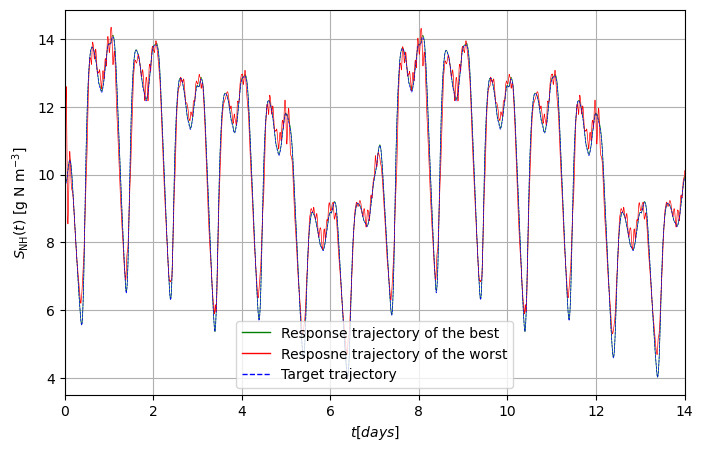 14
12
10
8
6
4
S_NH(t) [g N m⁻³]
Response trajectory of the best
Resposne trajectory of the worst
Target trajectory
0 2 4 6 8 10 12 14
t[days]